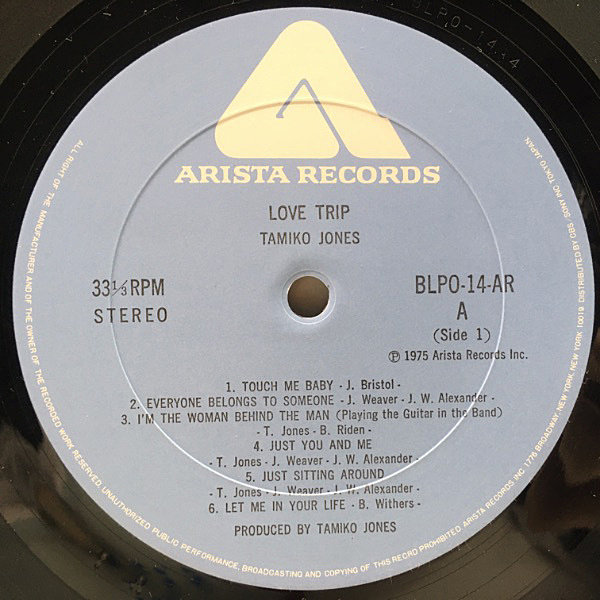 BLPO-14-A
ARISTA RECORDS
LOVE TRIP
TAMIKO JONES
33⅓RPM
STEREO
BLPO-14-AR
A
(Side 1)
℗ 1975 Arista Records Inc.
1. TOUCH ME BABY - J. Bristol -
2. EVERYONE BELONGS TO SOMEONE - J. Weaver - J. W. Alexander -
3. I'M THE WOMAN BEHIND THE MAN (Playing the Guitar in the Band)
- T. Jones - B. Riden -
4. JUST YOU AND ME
- T. Jones - J. Weaver - J. W. Alexander -
5. JUST SITTING AROUND
- T. Jones - J. Weaver - J. W. Alexander -
6. LET ME IN YOUR LIFE - B. Withers -
PRODUCED BY TAMIKO JONES
ALL RIGHT OF THE MANUFACTURER AND OF THE OWNER OF THE RECORDED WORK RESERVED. UNAUTHORIZED PUBLIC PERFORMANCE, BROADCASTING AND COPYING OF THIS RECRD PROHIBITED ARISTA RECORDS INC 1776 BROADWAY, NEW YORK, NEW YORK 10019 DISTRIBUTED BY CBS/SONY INC TOKYO JAPAN